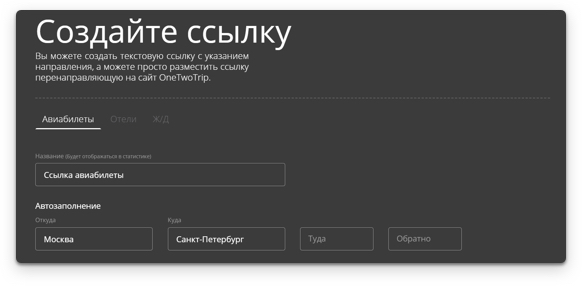 Создайте ссылку
Вы можете создать текстовую ссылку с указанием
направления, а можете просто разместить ссылку
перенаправляющую на сайт OneTwoTrip.
Авиабилеты Отели Ж/Д
Название (будет отображаться в статистике)
Ссылка авиабилеты
Автозаполнение
Откуда Куда
Москва Санкт-Петербург Туда Обратно